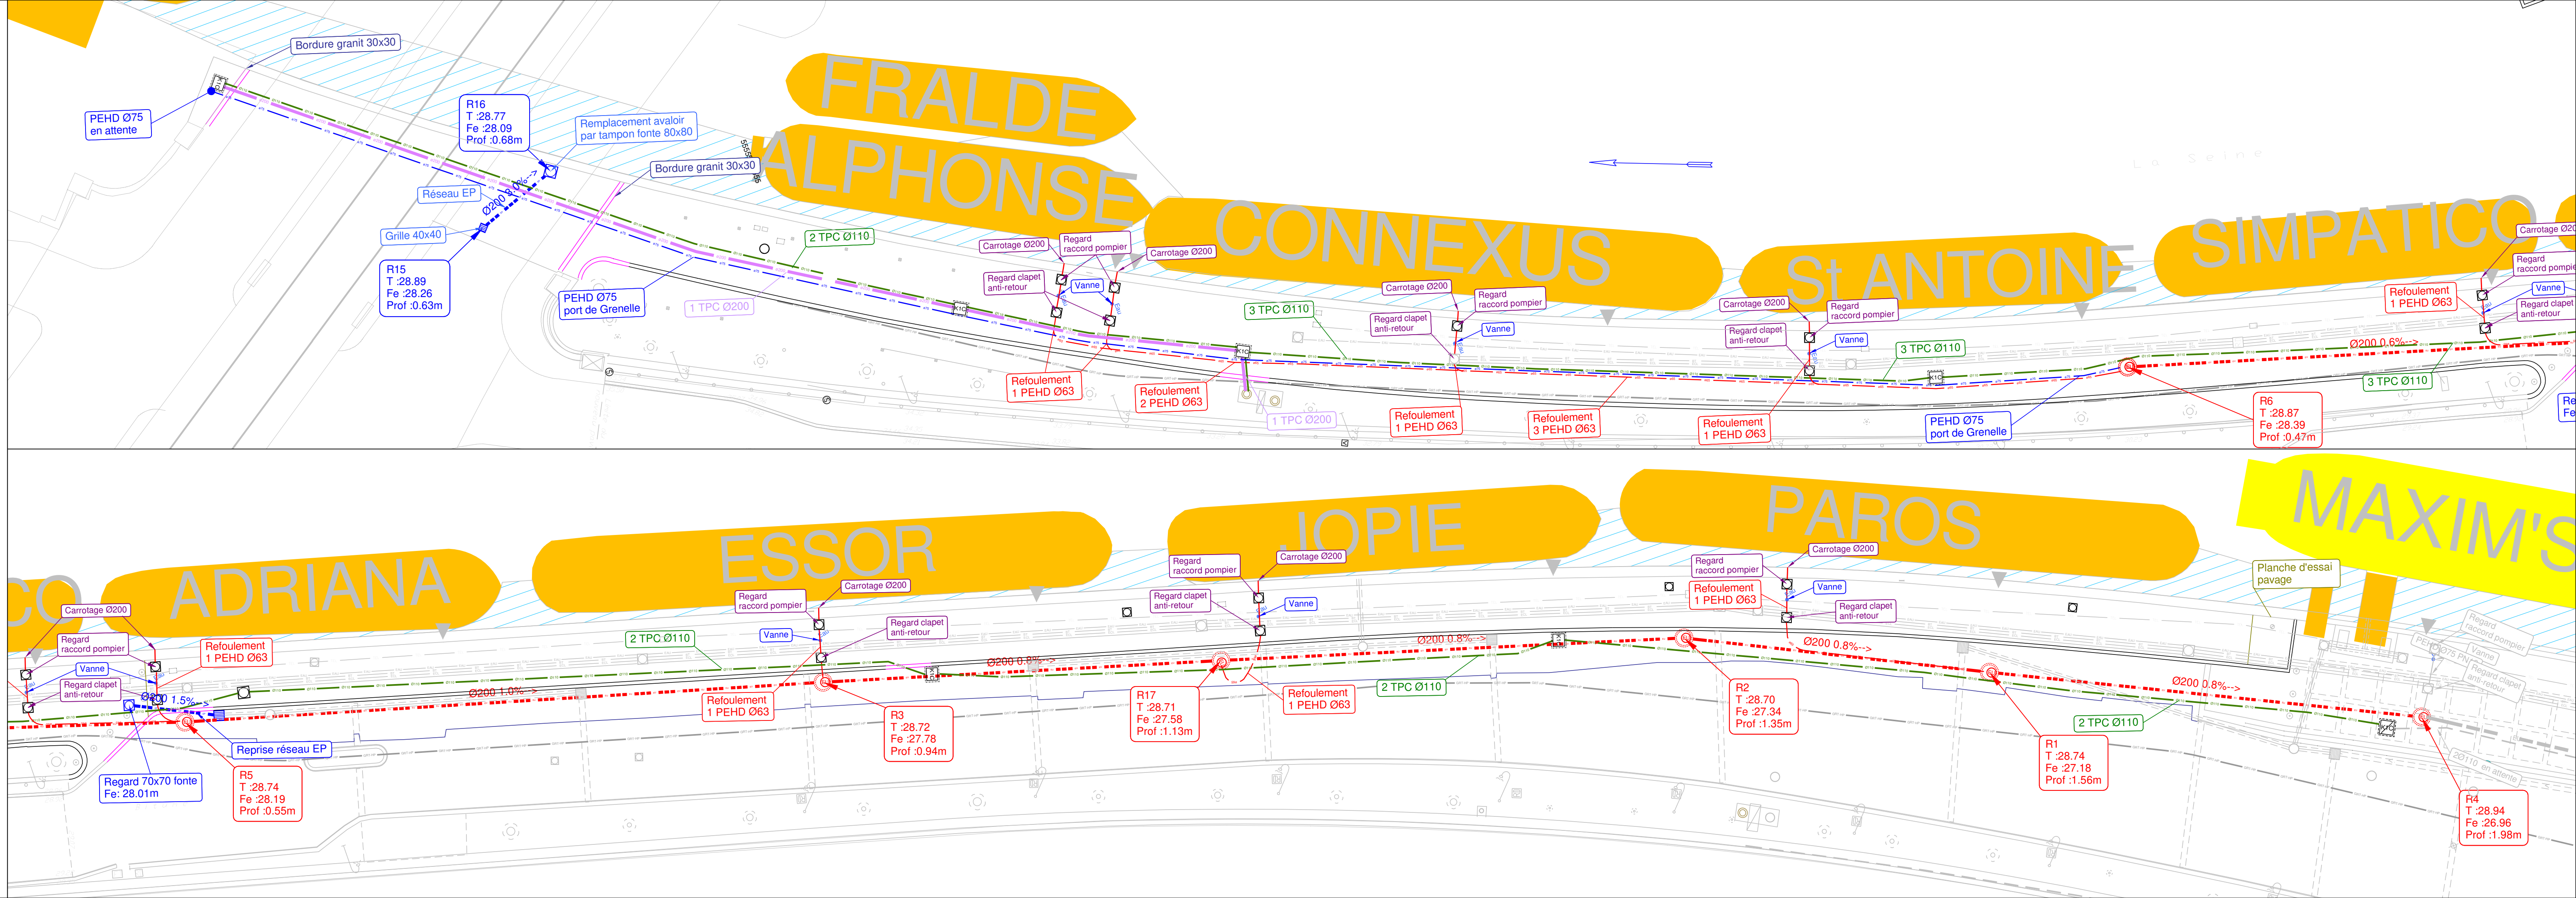 Bordure granit 30x30
PEHD Ø75
en attente
R16
T :28.77
Fe :28.09
Prof :0.68m
Remplacement avaloir
par tampon fonte 80x80
Bordure granit 30x30
Réseau EP
Grille 40x40
R15
T :28.89
Fe :28.26
Prof :0.63m
PEHD Ø75
port de Grenelle
1 TPC Ø200
2 TPC Ø110
FRALDE
ALPHONSE
CONNEXUS
St ANTOINE
SIMPATICO
La Seine
Carrotage Ø200
Regard
raccord pompier
Carrotage Ø200
Regard clapet
anti-retour
Vanne
Refoulement
1 PEHD Ø63
Refoulement
2 PEHD Ø63
3 TPC Ø110
1 TPC Ø200
Carrotage Ø200
Regard
raccord pompier
Regard clapet
anti-retour
Vanne
Refoulement
1 PEHD Ø63
Refoulement
3 PEHD Ø63
Carrotage Ø200
Regard
raccord pompier
Regard clapet
anti-retour
Vanne
Refoulement
1 PEHD Ø63
3 TPC Ø110
PEHD Ø75
port de Grenelle
R6
T :28.87
Fe :28.39
Prof :0.47m
Ø200 0.6%-->
3 TPC Ø110
Refoulement
1 PEHD Ø63
Regard
Vanne
Regard clapet
anti-retour
CO
ADRIANA
ESSOR
JOPIE
PAROS
MAXIM'S
Carrotage Ø200
Regard
raccord pompier
Vanne
Regard clapet
anti-retour
Refoulement
1 PEHD Ø63
Ø200 1.5%-->
Regard 70x70 fonte
Fe: 28.01m
Reprise réseau EP
R5
T :28.74
Fe :28.19
Prof :0.55m
Ø200 1.0%-->
2 TPC Ø110
Regard
raccord pompier
Carrotage Ø200
Vanne
Regard clapet
anti-retour
Refoulement
1 PEHD Ø63
R3
T :28.72
Fe :27.78
Prof :0.94m
Ø200 0.8%-->
Regard
raccord pompier
Carrotage Ø200
Regard clapet
anti-retour
Vanne
R17
T :28.71
Fe :27.58
Prof :1.13m
Refoulement
1 PEHD Ø63
2 TPC Ø110
Ø200 0.8%-->
Regard
raccord pompier
Carrotage Ø200
Refoulement
1 PEHD Ø63
Vanne
Regard clapet
anti-retour
R2
T :28.70
Fe :27.34
Prof :1.35m
Ø200 0.8%-->
R1
T :28.74
Fe :27.18
Prof :1.56m
2 TPC Ø110
Ø200 0.8%-->
Planche d'essai
pavage
Regard
raccord pompier
Vanne
Regard clapet
anti-retour
2Ø110 en attente
R4
T :28.94
Fe :26.96
Prof :1.98m